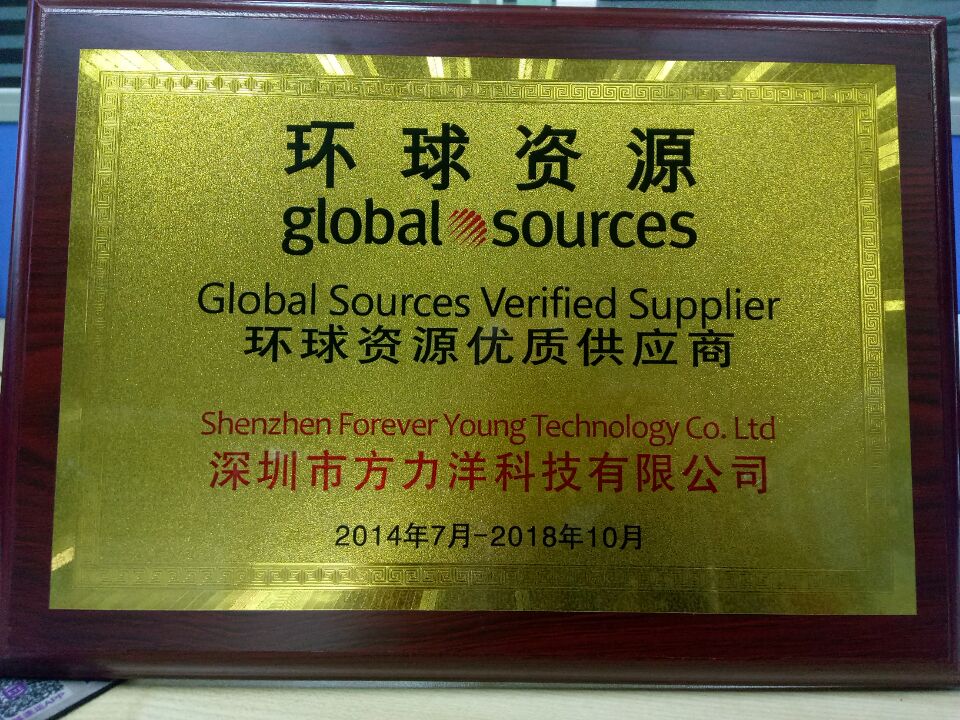 环球资源
global sources
Global Sources Verified Supplier
环球资源优质供应商
Shenzhen Forever Young Technology Co. Ltd
深圳市方力洋科技有限公司
2014年7月-2018年10月